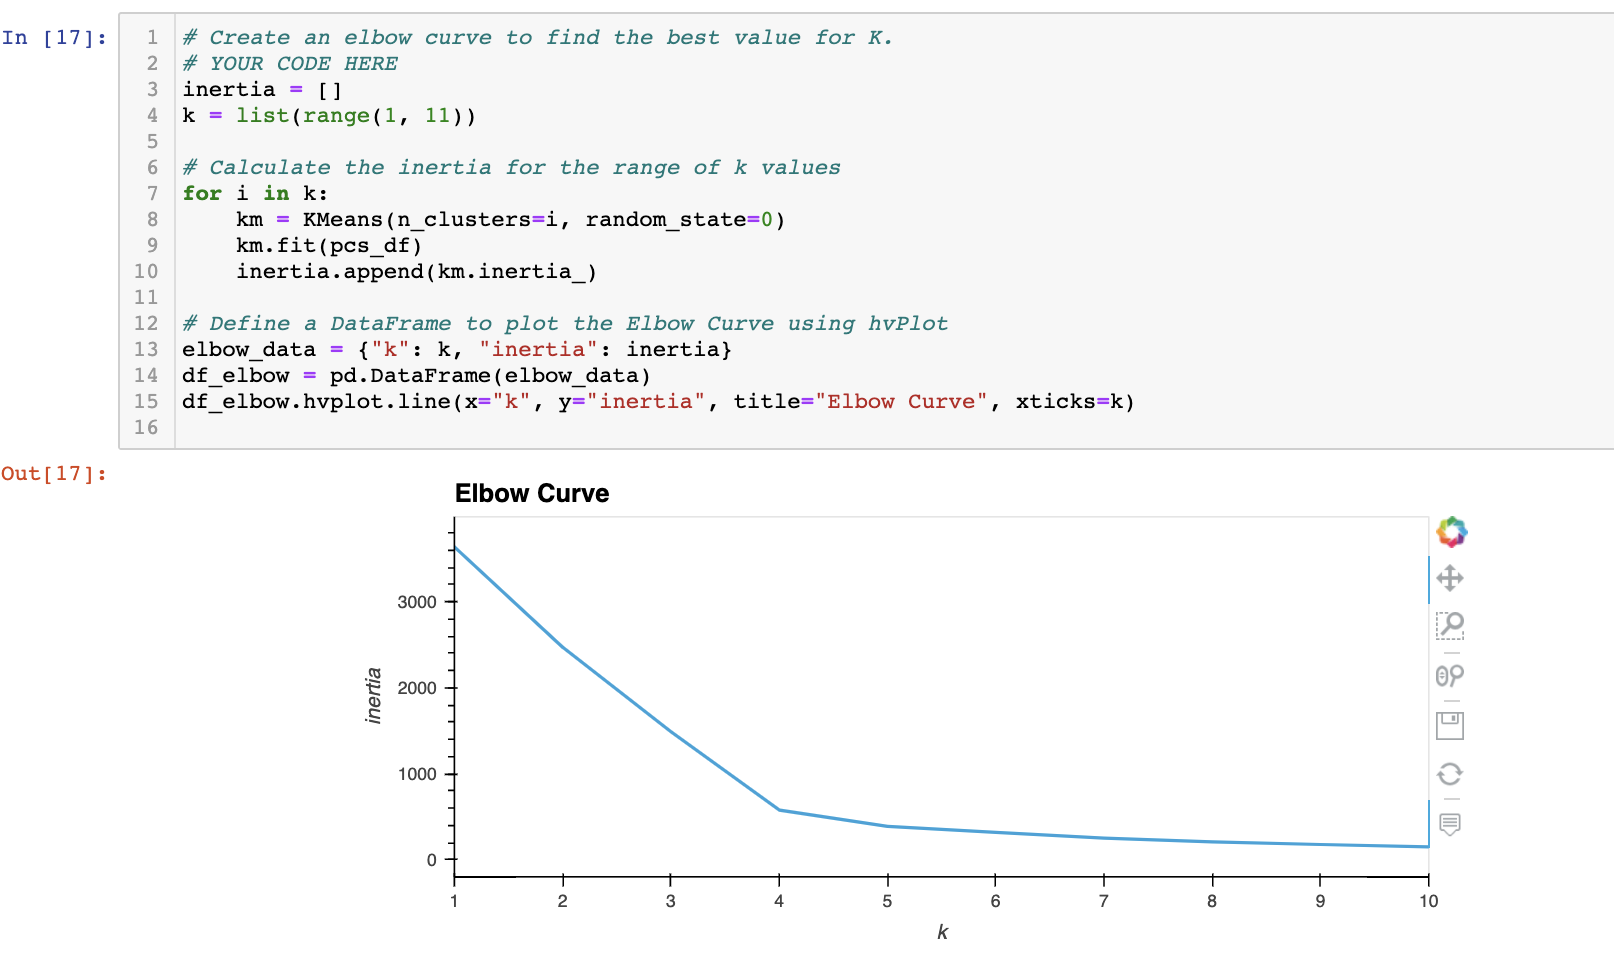 In [17]:
1 # Create an elbow curve to find the best value for K.
2 # YOUR CODE HERE
3 inertia = []
4 k = list(range(1, 11))
5
6 # Calculate the inertia for the range of k values
7 for i in k:
8     km = KMeans(n_clusters=i, random_state=0)
9     km.fit(pcs_df)
10     inertia.append(km.inertia_)
11
12 # Define a DataFrame to plot the Elbow Curve using hvPlot
13 elbow_data = {"k": k, "inertia": inertia}
14 df_elbow = pd.DataFrame(elbow_data)
15 df_elbow.hvplot.line(x="k", y="inertia", title="Elbow Curve", xticks=k)
16
Out[17]:
Elbow Curve
3000
2000
1000
0
inertia
1 2 3 4 5 6 7 8 9 10
k